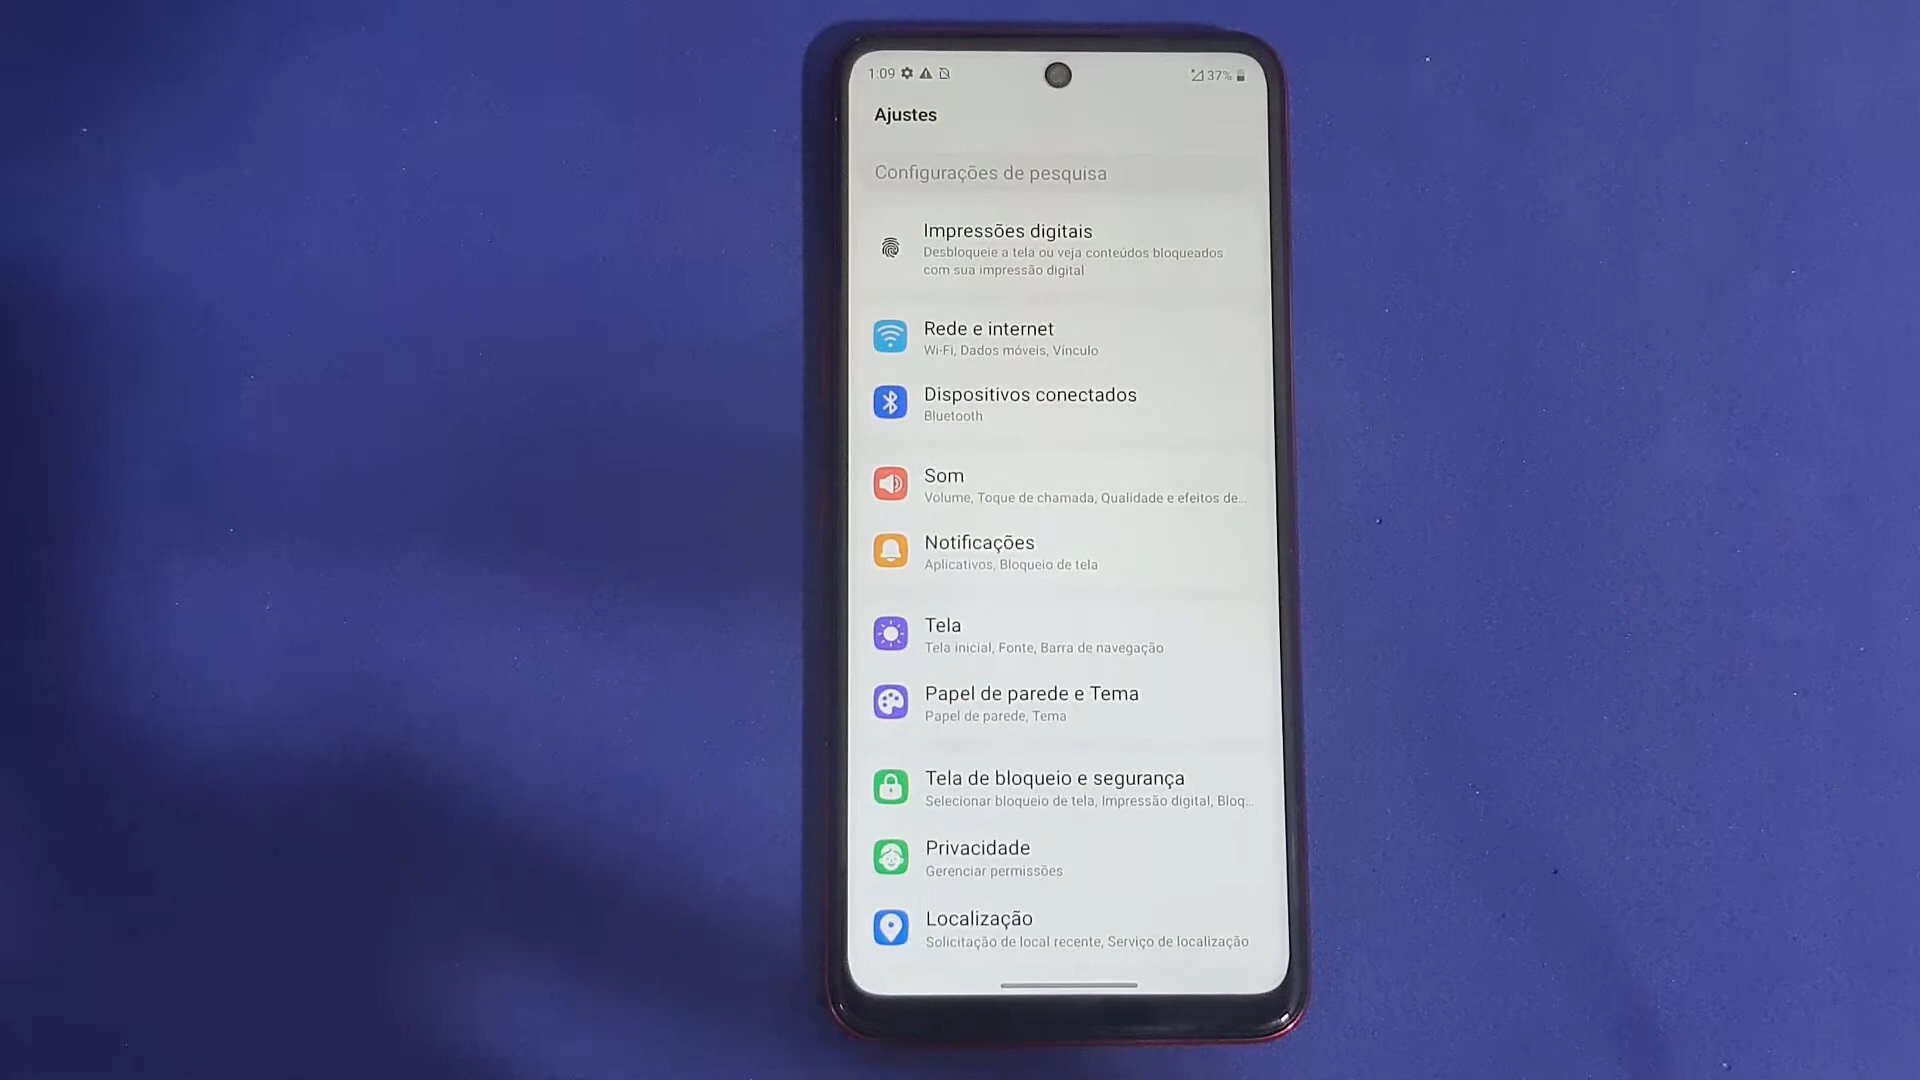 1:09
37%
Ajustes
Configurações de pesquisa
Impressões digitais
Desbloqueie a tela ou veja conteúdos bloqueados
com sua impressão digital
Rede e internet
Wi-Fi, Dados móveis, Vínculo
Dispositivos conectados
Bluetooth
Som
Volume, Toque de chamada, Qualidade e efeitos de...
Notificações
Aplicativos, Bloqueio de tela
Tela
Tela inicial, Fonte, Barra de navegação
Papel de parede e Tema
Papel de parede, Tema
Tela de bloqueio e segurança
Selecionar bloqueio de tela, Impressão digital, Bloq...
Privacidade
Gerenciar permissões
Localização
Solicitação de local recente, Serviço de localização